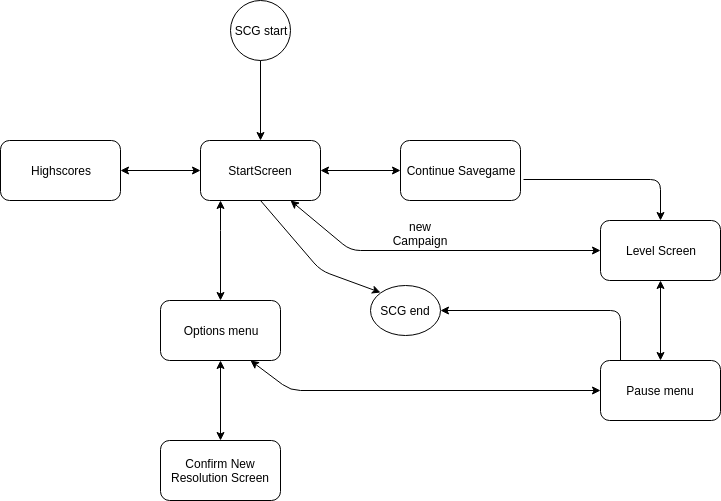 SCG start
Highscores
StartScreen
Continue Savegame
new
Campaign
Level Screen
SCG end
Options menu
Pause menu
Confirm New
Resolution Screen